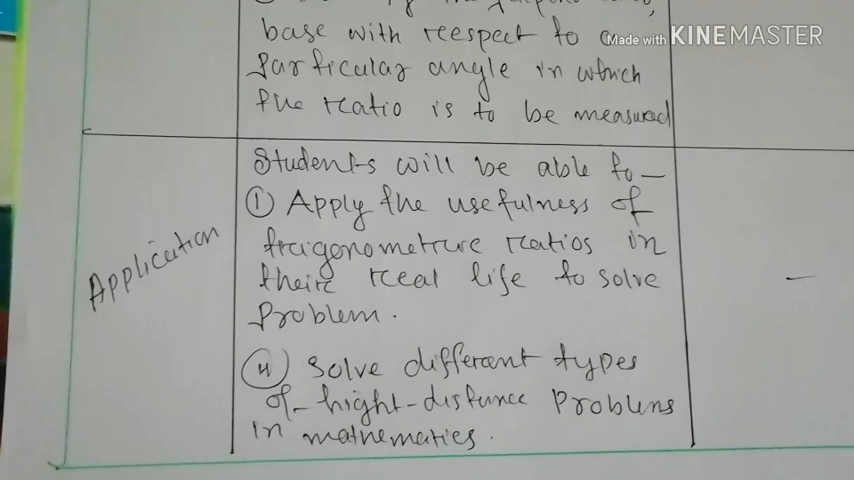 base with respect to a
Made with KINEMASTER
particular angle in which
the ratio is to be measured
Students will be able to —
① Apply the usefulness of
trigonometric ratios in
their real life to solve
problem.
Application
⑪ Solve different types
of hight-distance problems
in mathematics.